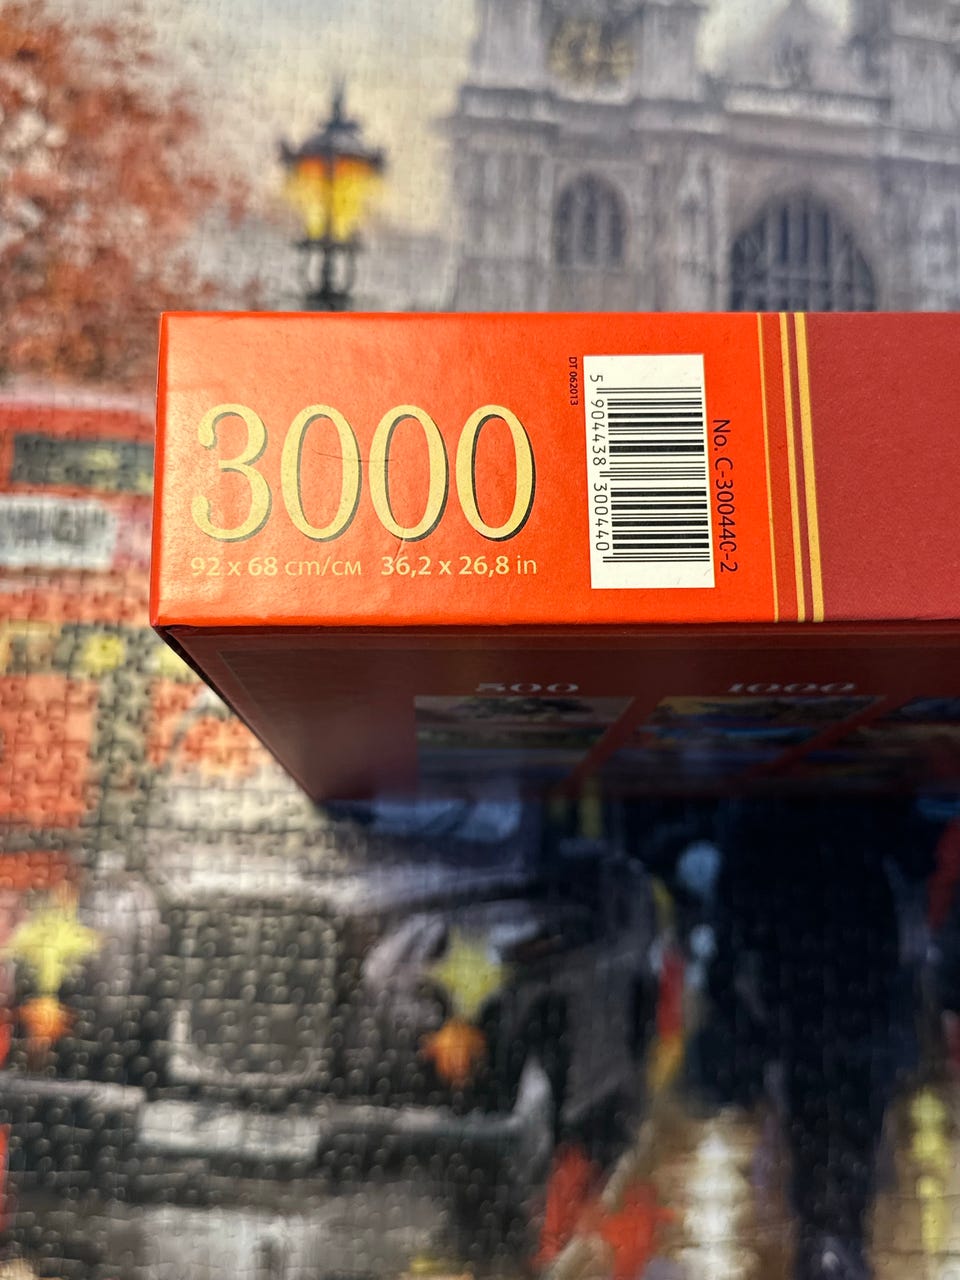 3000
92 x 68 cm/см 36,2 x 26,8 in
DT 062013
5 904438 300440
No. C-300440-2
500 1000